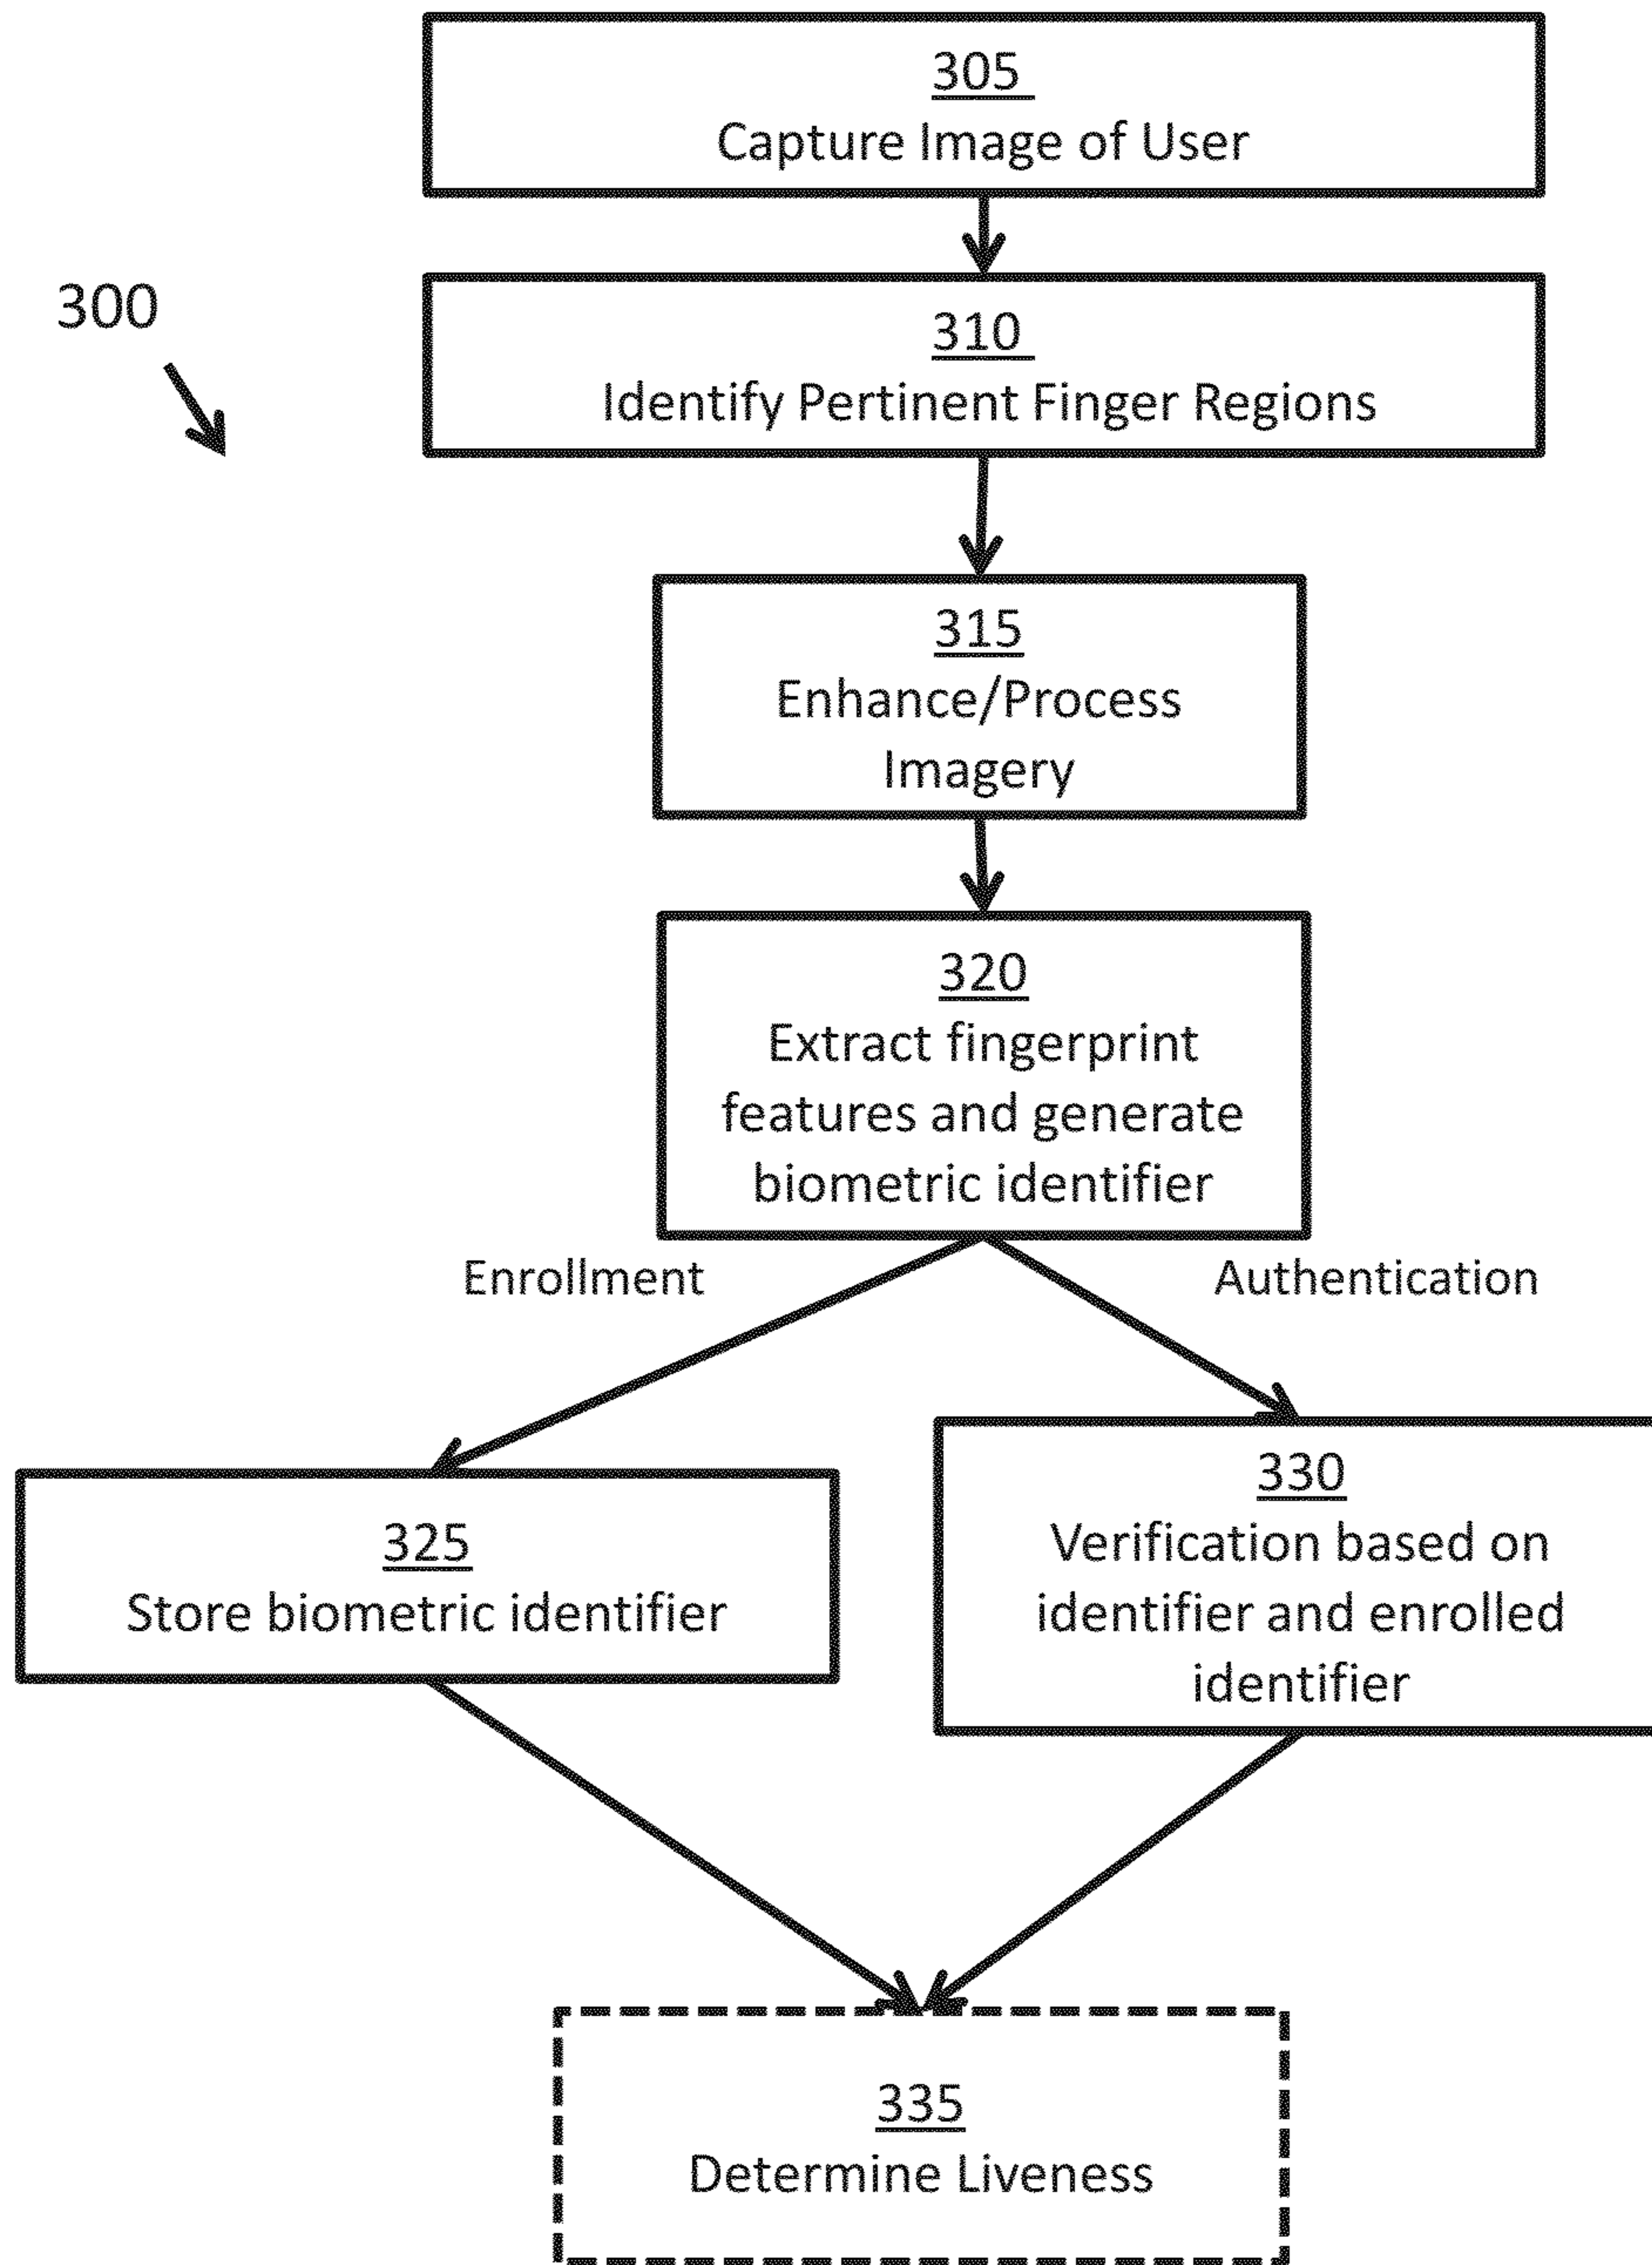 305
Capture Image of User
300
310
Identify Pertinent Finger Regions
315
Enhance/Process
Imagery
320
Extract fingerprint
features and generate
biometric identifier
Enrollment
Authentication
325
Store biometric identifier
330
Verification based on
identifier and enrolled
identifier
335
Determine Liveness